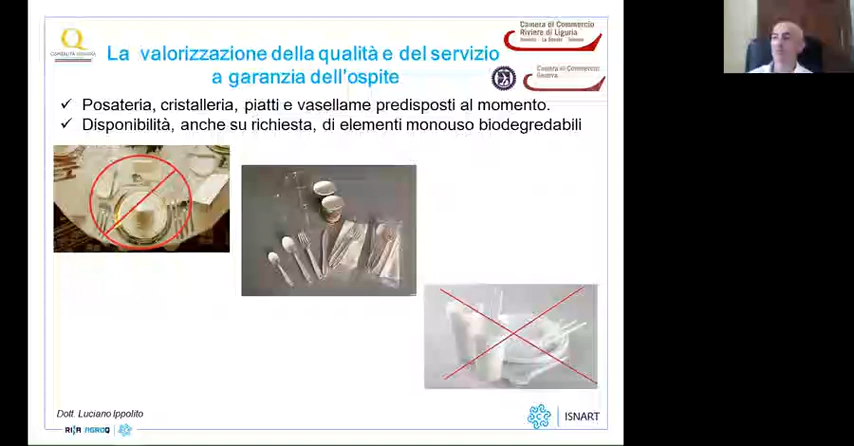 Q
Camera di Commercio
Riviere di Liguria
Imperia - La Spezia - Savona
La valorizzazione della qualità e del servizio
a garanzia dell'ospite
Camera di Commercio
Genova
✓ Posateria, cristalleria, piatti e vasellame predisposti al momento.
✓ Disponibilità, anche su richiesta, di elementi monouso biodegredabili
Dott. Luciano Ippolito
ISNART
AGROQ